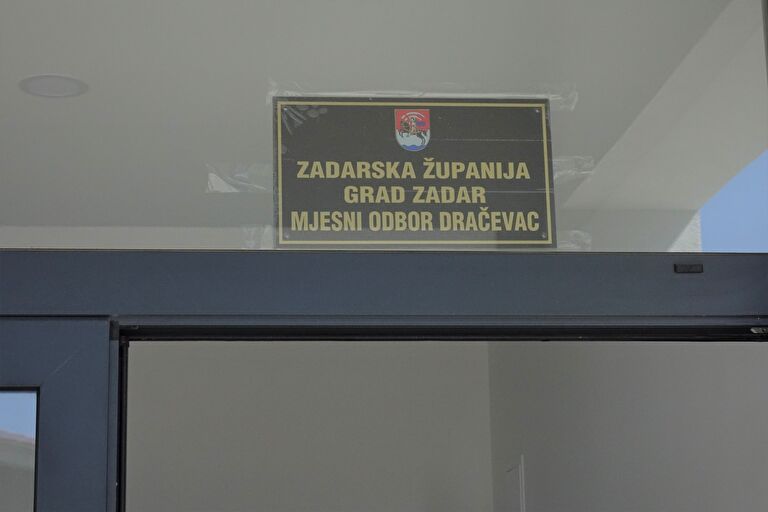 ZADARSKA ŽUPANIJA
GRAD ZADAR
MJESNI ODBOR DRAČEVAC